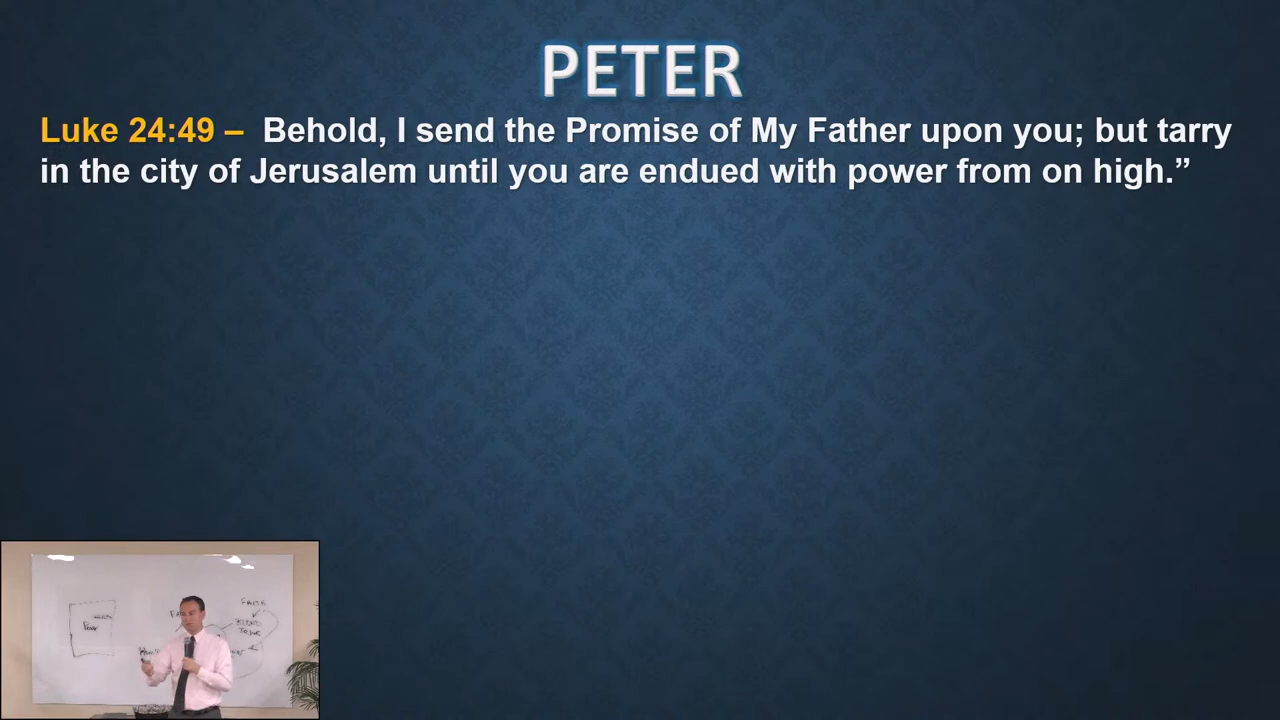 PETER
Luke 24:49 – Behold, I send the Promise of My Father upon you; but tarry
in the city of Jerusalem until you are endued with power from on high.”
FAITH